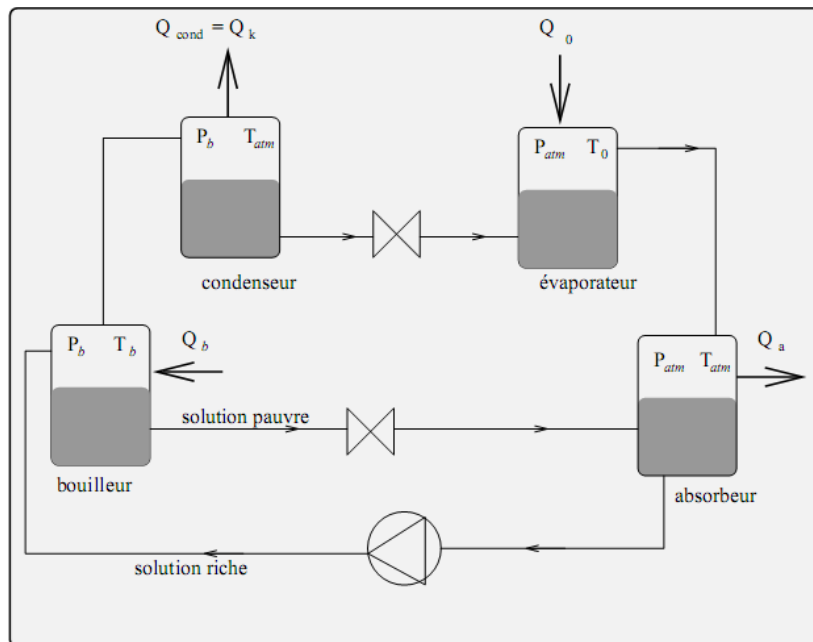 Q cond = Q k
Q 0
P b T atm
P atm T 0
condenseur
évaporateur
P b T b
Q b
P atm T atm
Q a
solution pauvre
bouilleur
absorbeur
solution riche